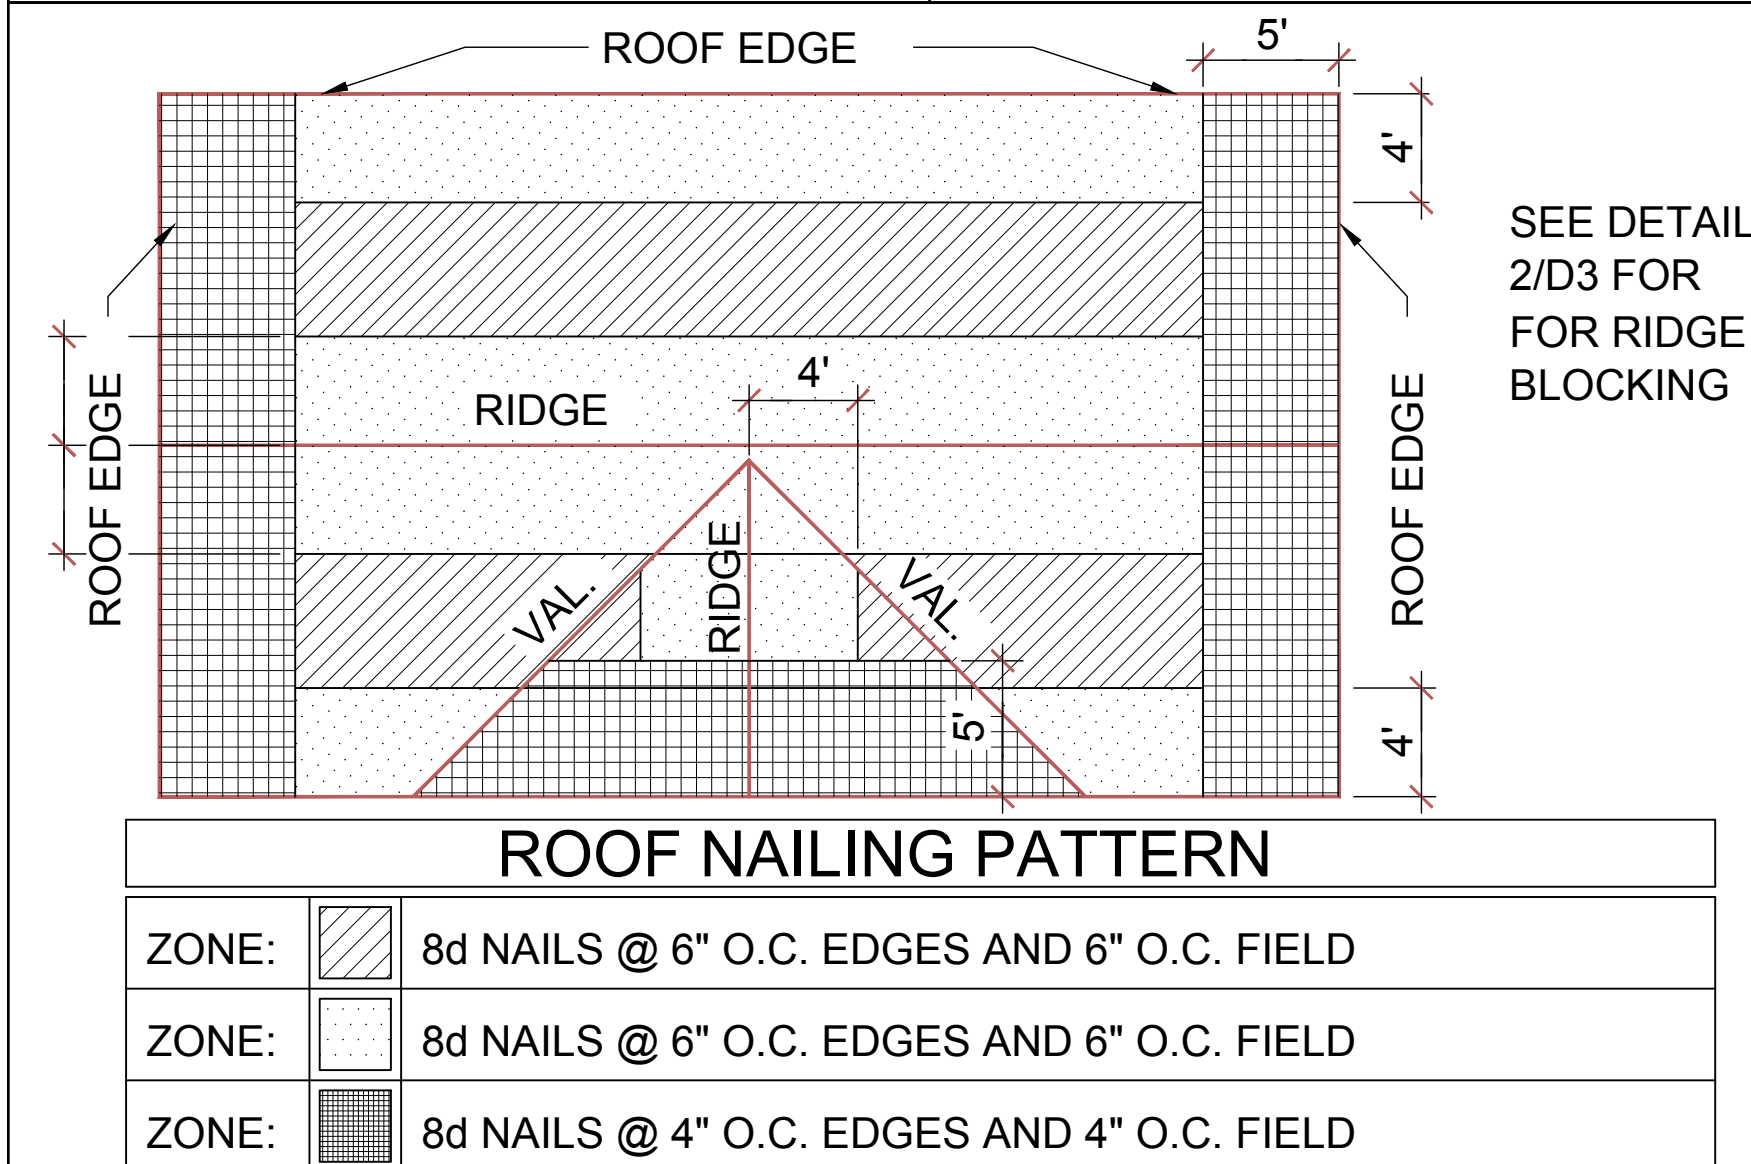 ROOF EDGE
5'
4'
SEE DETAIL
2/D3 FOR
FOR RIDGE
BLOCKING
ROOF EDGE
RIDGE
4'
ROOF EDGE
VAL.
RIDGE
VAL.
5'
4'
ROOF NAILING PATTERN
ZONE: 8d NAILS @ 6" O.C. EDGES AND 6" O.C. FIELD
ZONE: 8d NAILS @ 6" O.C. EDGES AND 6" O.C. FIELD
ZONE: 8d NAILS @ 4" O.C. EDGES AND 4" O.C. FIELD